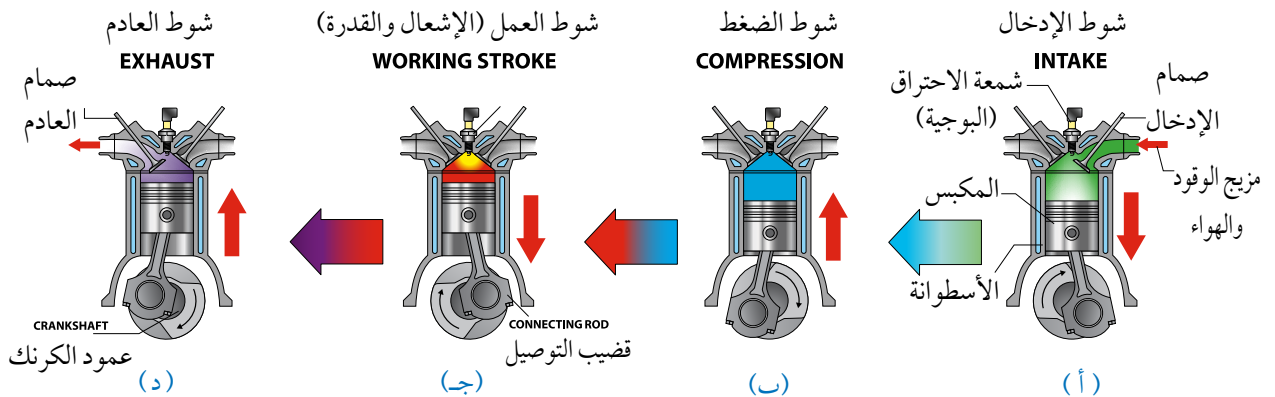 شوط الإدخال
INTAKE
صمام
الإدخال
شمعة الاحتراق
(البوجية)
مزيج الوقود
والهواء
المكبس
الأسطوانة
( أ )
شوط الضغط
COMPRESSION
(ب)
شوط العمل (الإشعال والقدرة)
WORKING STROKE
CONNECTING ROD
قضيب التوصيل
(جـ)
شوط العادم
EXHAUST
صمام
العادم
CRANKSHAFT
عمود الكرنك
( د )